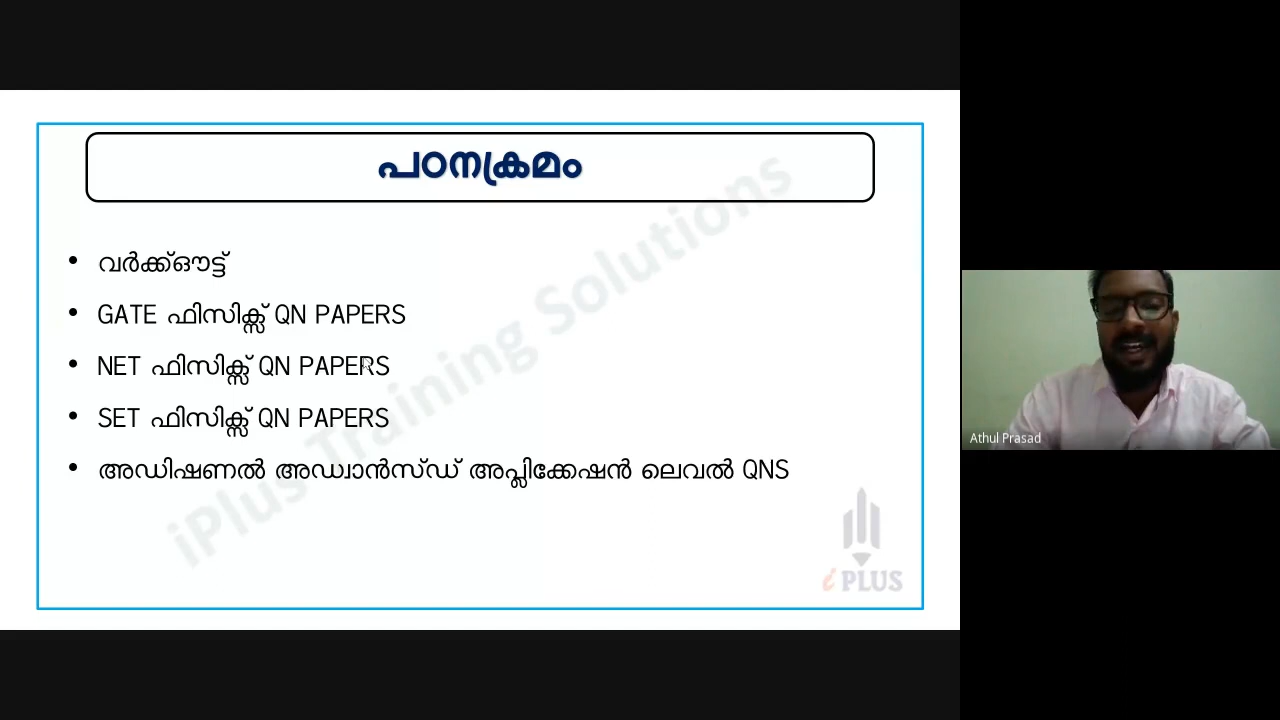 പഠനക്രമം
വർക്ക്ഔട്ട്
GATE ഫിസിക്സ് QN PAPERS
NET ഫിസിക്സ് QN PAPERS
SET ഫിസിക്സ് QN PAPERS
അഡിഷണൽ അഡ്വാൻസ്ഡ് അപ്ലിക്കേഷൻ ലെവൽ QNS
iPlus Training Solutions
i PLUS
Athul Prasad